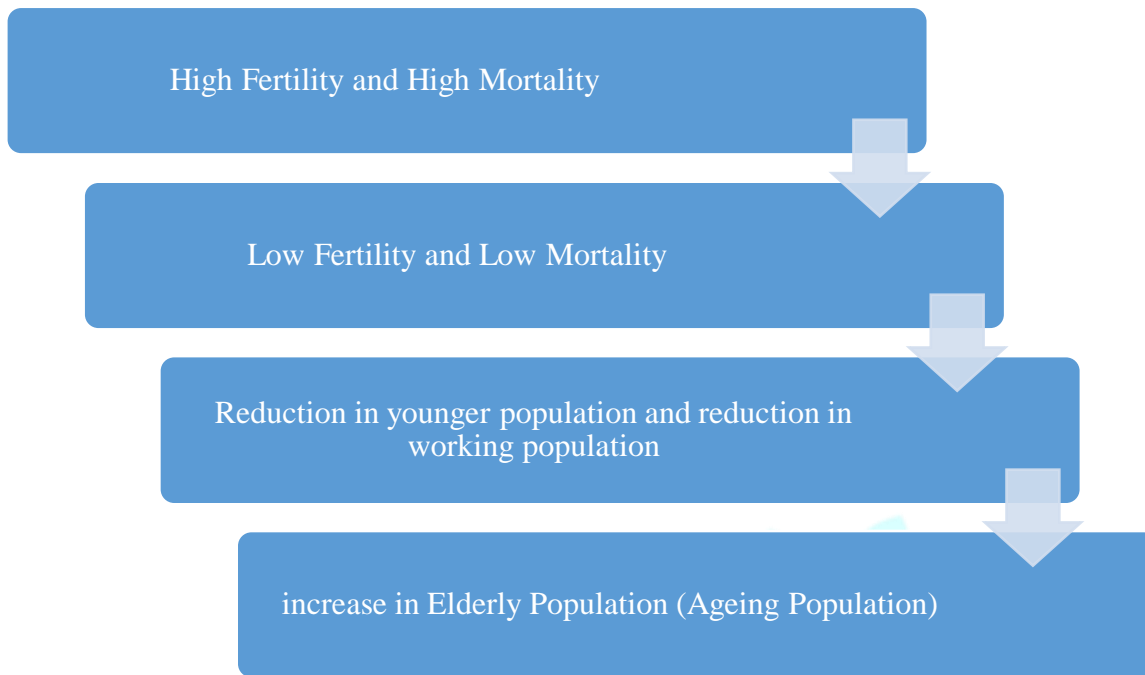 High Fertility and High Mortality
Low Fertility and Low Mortality
Reduction in younger population and reduction in
working population
increase in Elderly Population (Ageing Population)